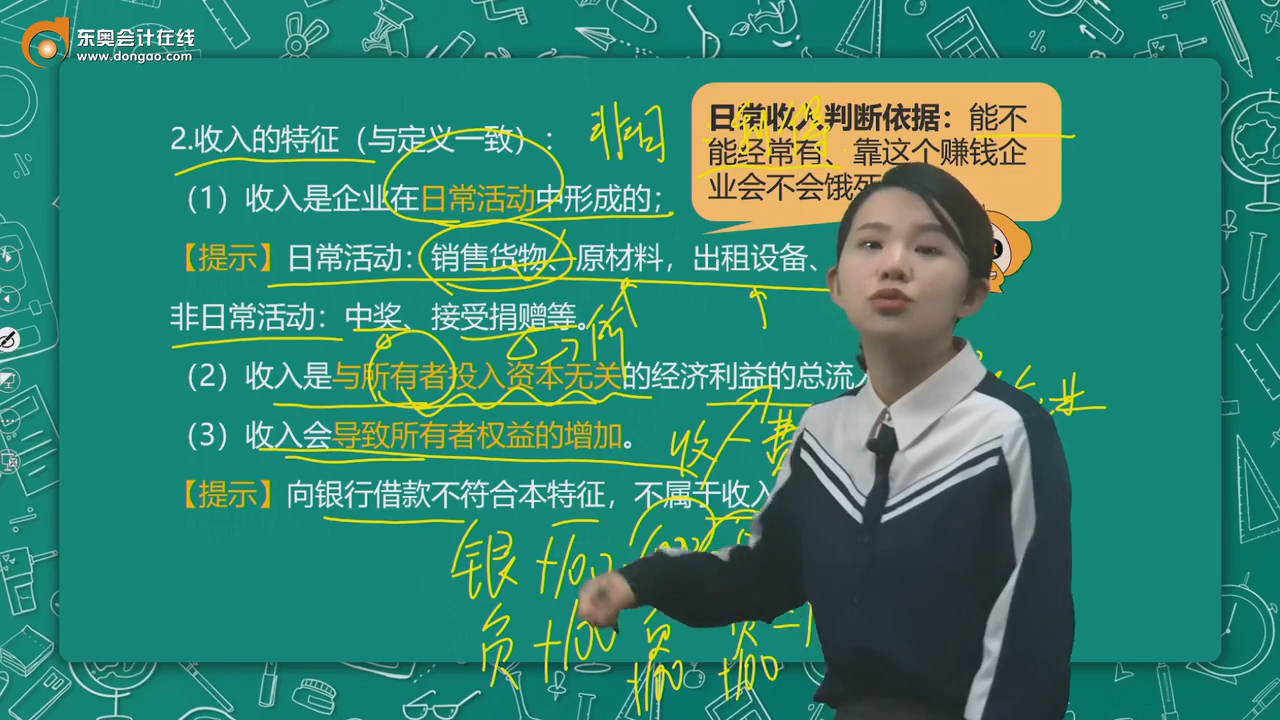 东奥会计在线
www.dongao.com
2.收入的特征（与定义一致）：
非日
日常收入判断依据：能不
能经常有、靠这个赚钱企
业会不会饿死
（1）收入是企业在日常活动中形成的；
【提示】日常活动：销售货物、原材料，出租设备、
非日常活动：中奖、接受捐赠等。
（2）收入是与所有者投入资本无关的经济利益的总流入
（3）收入会导致所有者权益的增加。
收入 费
【提示】向银行借款不符合本特征，不属于收入
银 +100
负 +100 负 负
+100 +100